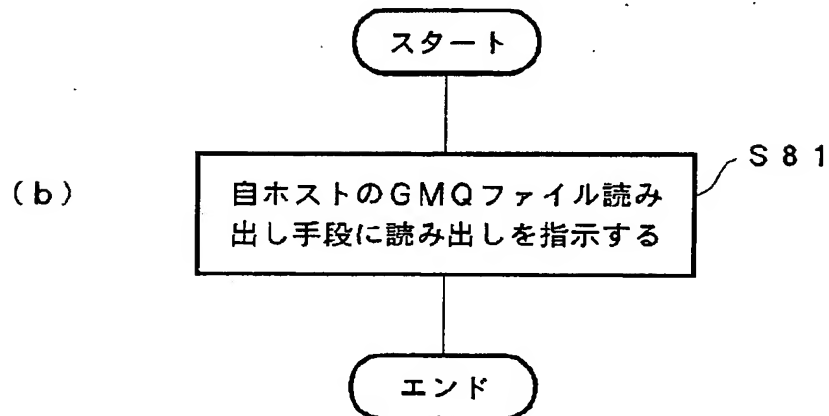 スタート
S81
(b)
自ホストのGMQファイル読み
出し手段に読み出しを指示する
エンド